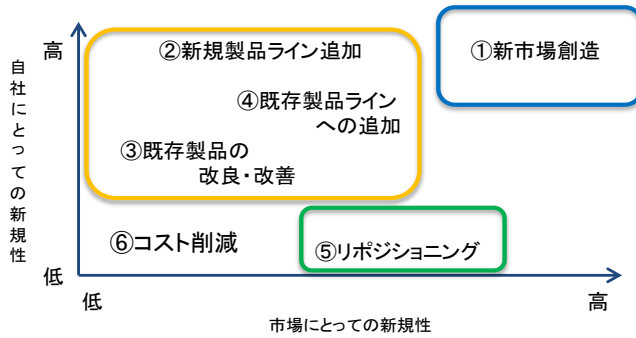 高
②新規製品ライン追加
①新市場創造
自社にとっての新規性
④既存製品ライン
への追加
③既存製品の
改良・改善
⑥コスト削減
⑤リポジショニング
低
低
高
市場にとっての新規性